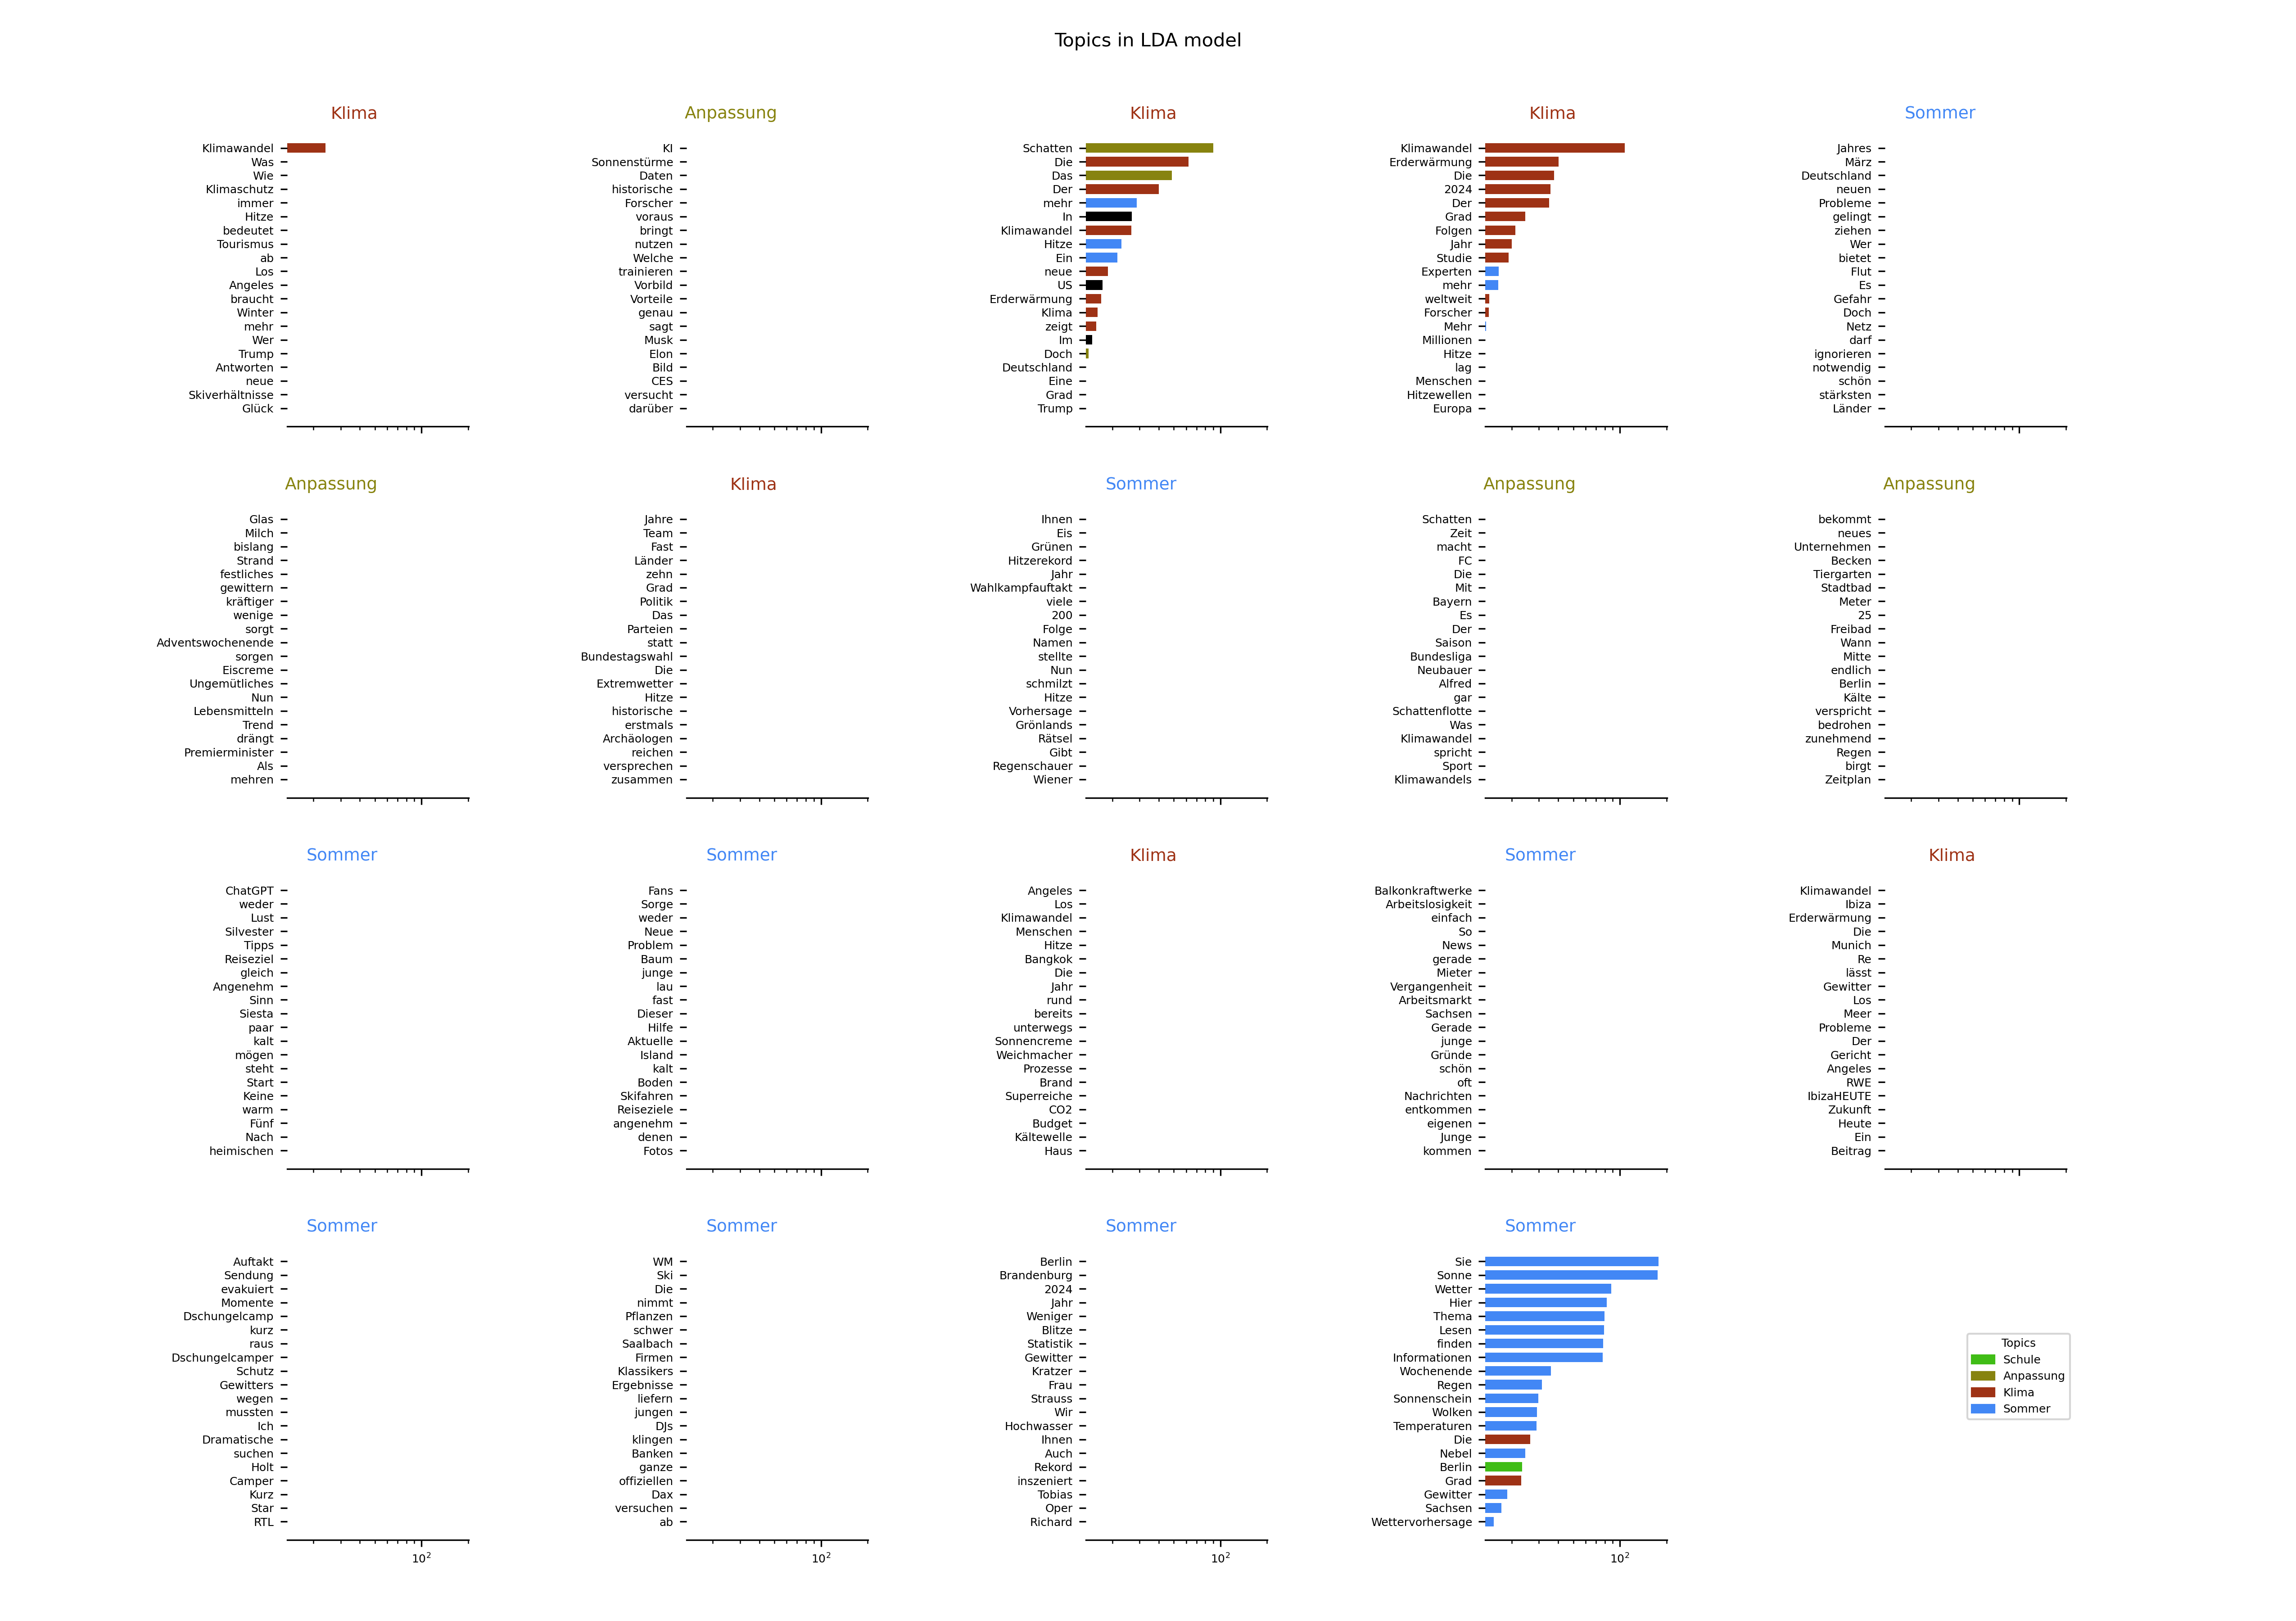 Topics in LDA model
Klima
Klimawandel
Was
Wie
Klimaschutz
immer
Hitze
bedeutet
Tourismus
ab
Los
Angeles
braucht
Winter
mehr
Wer
Trump
Antworten
neue
Skiverhältnisse
Glück
Anpassung
KI
Sonnenstürme
Daten
historische
Forscher
voraus
bringt
nutzen
Welche
trainieren
Vorbild
Vorteile
genau
sagt
Musk
Elon
Bild
CES
versucht
darüber
Klima
Schatten
Die
Das
Der
mehr
In
Klimawandel
Hitze
Ein
neue
US
Erderwärmung
Klima
zeigt
Im
Doch
Deutschland
Eine
Grad
Trump
Klima
Klimawandel
Erderwärmung
Die
2024
Der
Grad
Folgen
Jahr
Studie
Experten
mehr
weltweit
Forscher
Mehr
Millionen
Hitze
lag
Menschen
Hitzewellen
Europa
Sommer
Jahres
März
Deutschland
neuen
Probleme
gelingt
ziehen
Wer
bietet
Flut
Es
Gefahr
Doch
Netz
darf
ignorieren
notwendig
schön
stärksten
Länder
Anpassung
Glas
Milch
bislang
Strand
festliches
gewittern
kräftiger
wenige
sorgt
Adventswochenende
sorgen
Eiscreme
Ungemütliches
Nun
Lebensmitteln
Trend
drängt
Premierminister
Als
mehren
Klima
Jahre
Team
Fast
Länder
zehn
Grad
Politik
Das
Parteien
statt
Bundestagswahl
Die
Extremwetter
Hitze
historische
erstmals
Archäologen
reichen
versprechen
zusammen
Sommer
Ihnen
Eis
Grünen
Hitzerekord
Jahr
Wahlkampfauftakt
viele
200
Folge
Namen
stellte
Nun
schmilzt
Hitze
Vorhersage
Grönlands
Rätsel
Gibt
Regenschauer
Wiener
Anpassung
Schatten
Zeit
macht
FC
Die
Mit
Bayern
Es
Der
Saison
Bundesliga
Neubauer
Alfred
gar
Schattenflotte
Was
Klimawandel
spricht
Sport
Klimawandels
Anpassung
bekommt
neues
Unternehmen
Becken
Tiergarten
Stadtbad
Meter
25
Freibad
Wann
Mitte
endlich
Berlin
Kälte
verspricht
bedrohen
zunehmend
Regen
birgt
Zeitplan
Sommer
ChatGPT
weder
Lust
Silvester
Tipps
Reiseziel
gleich
Angenehm
Sinn
Siesta
paar
kalt
mögen
steht
Start
Keine
warm
Fünf
Nach
heimischen
Sommer
Fans
Sorge
weder
Neue
Problem
Baum
junge
lau
fast
Dieser
Hilfe
Aktuelle
Island
kalt
Boden
Skifahren
Reiseziele
angenehm
denen
Fotos
Klima
Angeles
Los
Klimawandel
Menschen
Hitze
Bangkok
Die
Jahr
rund
bereits
unterwegs
Sonnencreme
Weichmacher
Prozesse
Brand
Superreiche
CO2
Budget
Kältewelle
Haus
Sommer
Balkonkraftwerke
Arbeitslosigkeit
einfach
So
News
gerade
Mieter
Vergangenheit
Arbeitsmarkt
Sachsen
Gerade
junge
Gründe
schön
oft
Nachrichten
entkommen
eigenen
Junge
kommen
Klima
Klimawandel
Ibiza
Erderwärmung
Die
Munich
Re
lässt
Gewitter
Los
Meer
Probleme
Der
Gericht
Angeles
RWE
IbizaHEUTE
Zukunft
Heute
Ein
Beitrag
Sommer
Auftakt
Sendung
evakuiert
Momente
Dschungelcamp
kurz
raus
Dschungelcamper
Schutz
Gewitters
wegen
mussten
Ich
Dramatische
suchen
Holt
Camper
Kurz
Star
RTL
10²
Sommer
WM
Ski
Die
nimmt
Pflanzen
schwer
Saalbach
Firmen
Klassikers
Ergebnisse
liefern
jungen
DJs
klingen
Banken
ganze
offiziellen
Dax
versuchen
ab
10²
Sommer
Berlin
Brandenburg
2024
Jahr
Weniger
Blitze
Statistik
Gewitter
Kratzer
Frau
Strauss
Wir
Hochwasser
Ihnen
Auch
Rekord
inszeniert
Tobias
Oper
Richard
10²
Sommer
Sie
Sonne
Wetter
Hier
Thema
Lesen
finden
Informationen
Wochenende
Regen
Sonnenschein
Wolken
Temperaturen
Die
Nebel
Berlin
Grad
Gewitter
Sachsen
Wettervorhersage
10²
Topics
Schule
Anpassung
Klima
Sommer